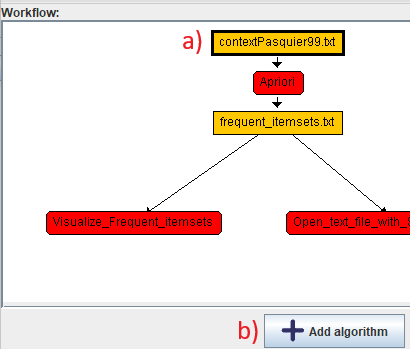 Workflow:
a) contextPasquier99.txt
Apriori
frequent_itemsets.txt
Visualize_Frequent_itemsets
Open_text_file_with_
b) Add algorithm